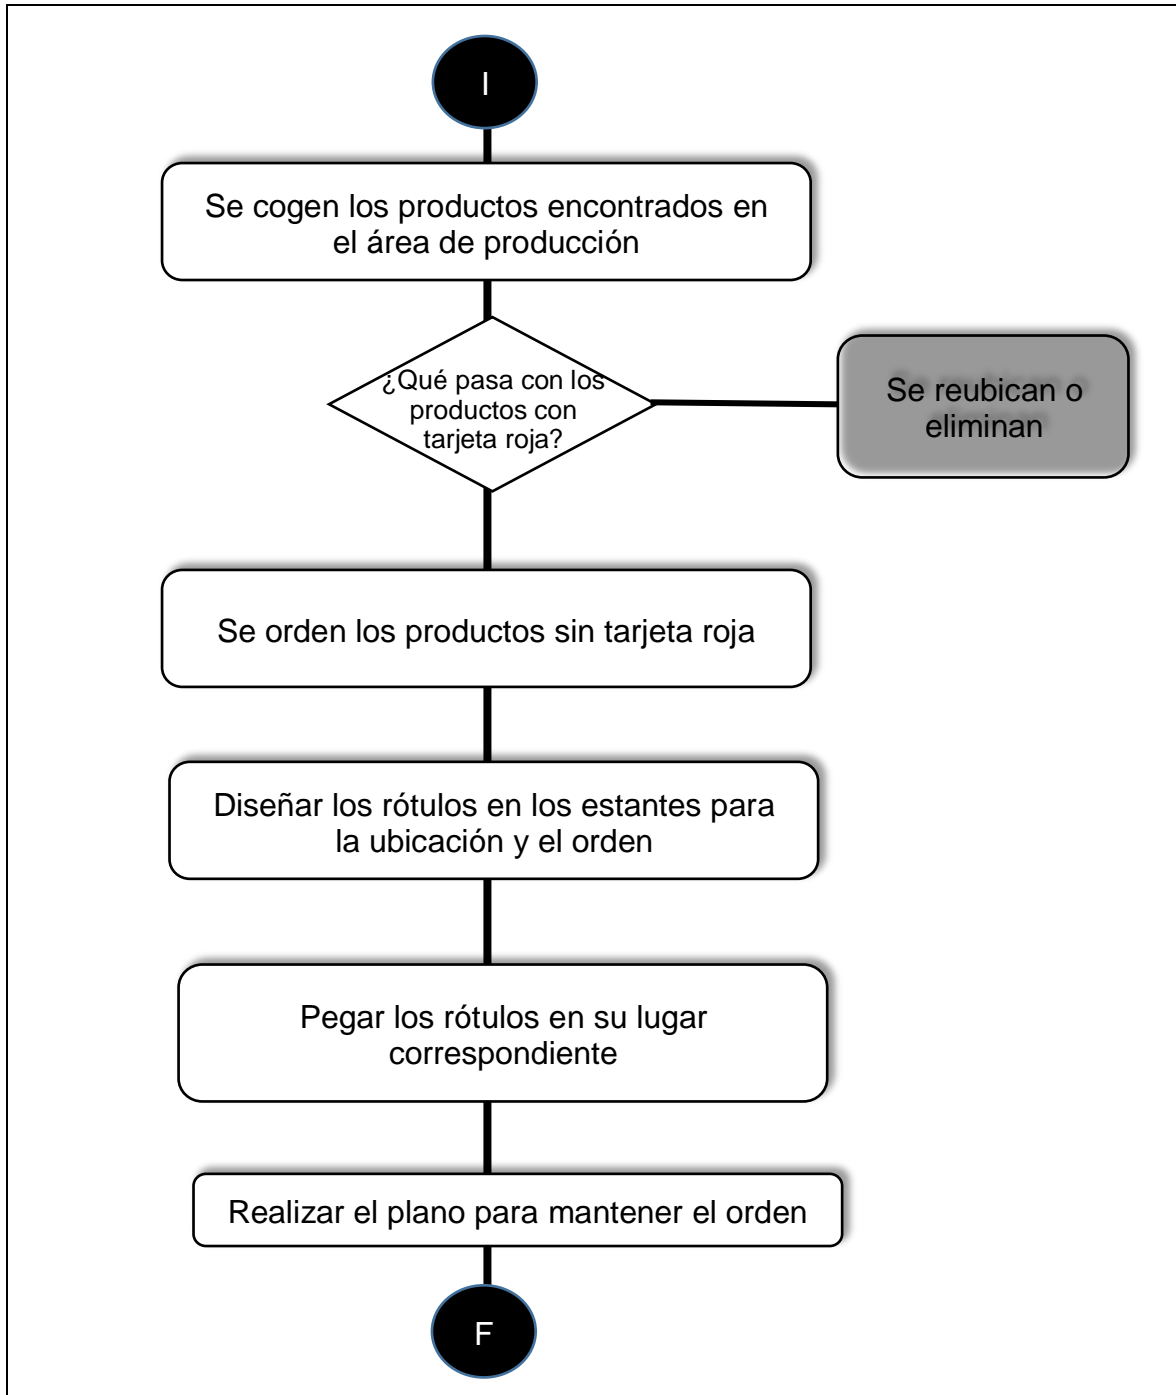 I
Se cogen los productos encontrados en
el área de producción
¿Qué pasa con los
productos con
tarjeta roja?
Se reubican o
eliminan
Se orden los productos sin tarjeta roja
Diseñar los rótulos en los estantes para
la ubicación y el orden
Pegar los rótulos en su lugar
correspondiente
Realizar el plano para mantener el orden
F